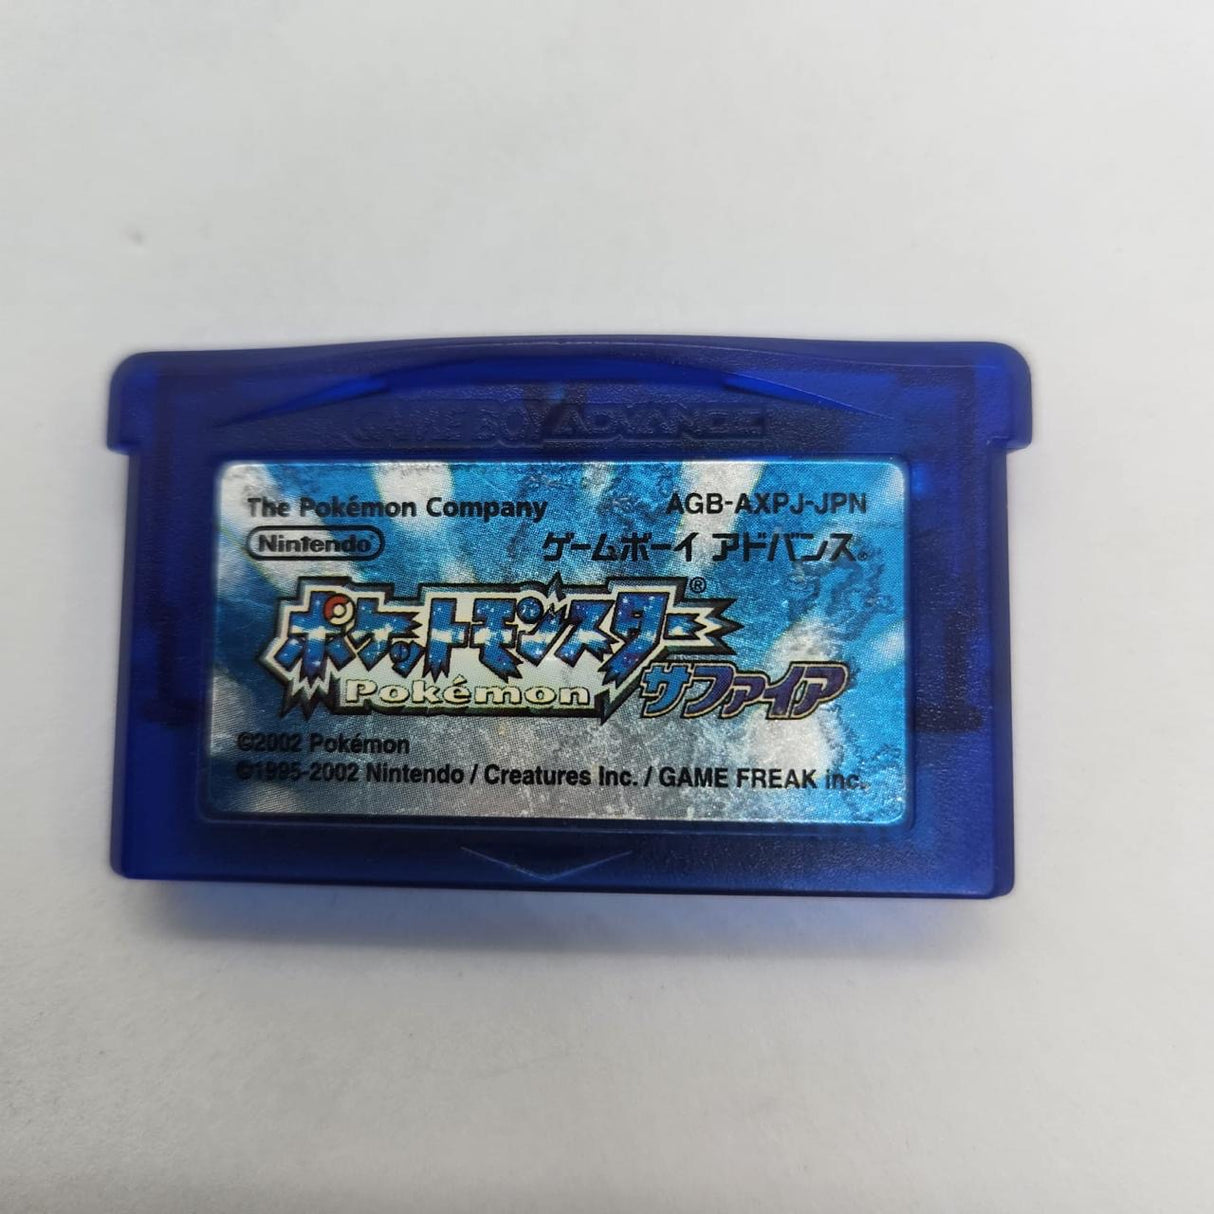 GAME BOY ADVANCE
The Pokémon Company AGB-AXPJ-JPN
Nintendo ゲームボーイ アドバンス®
ポケットモンスター®
Pokémon サファイア
©2002 Pokémon
©1995-2002 Nintendo / Creatures Inc. / GAME FREAK inc.